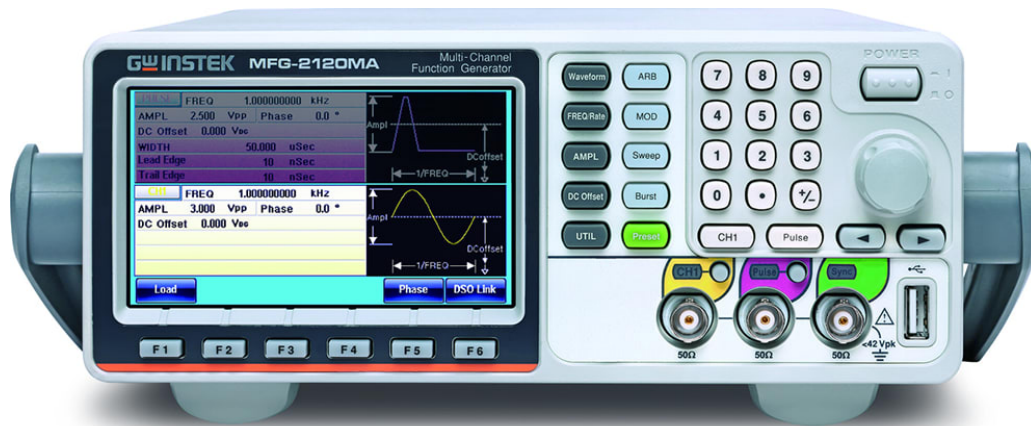 GWINSTEK MFG-2120MA
Multi-Channel
Function Generator
PULSE FREQ 1.000000000 kHz
AMPL 2.500 Vpp Phase 0.0 °
DC Offset 0.000 Vdc
WIDTH 50.000 uSec
Lead Edge 10 nSec
Trail Edge 10 nSec
Ampl
DCoffset
1/FREQ
CH1 FREQ 1.000000000 kHz
AMPL 3.000 Vpp Phase 0.0 °
DC Offset 0.000 Vdc
Ampl
DCoffset
1/FREQ
Load Phase DSO Link
F1 F2 F3 F4 F5 F6
Waveform ARB
FREQ/Rate MOD
AMPL Sweep
DC Offset Burst
UTIL Preset
7 8 9
4 5 6
1 2 3
0 • +/-
CH1 Pulse
POWER
CH1 Pulse Sync
50Ω 50Ω 50Ω
<42 Vpk